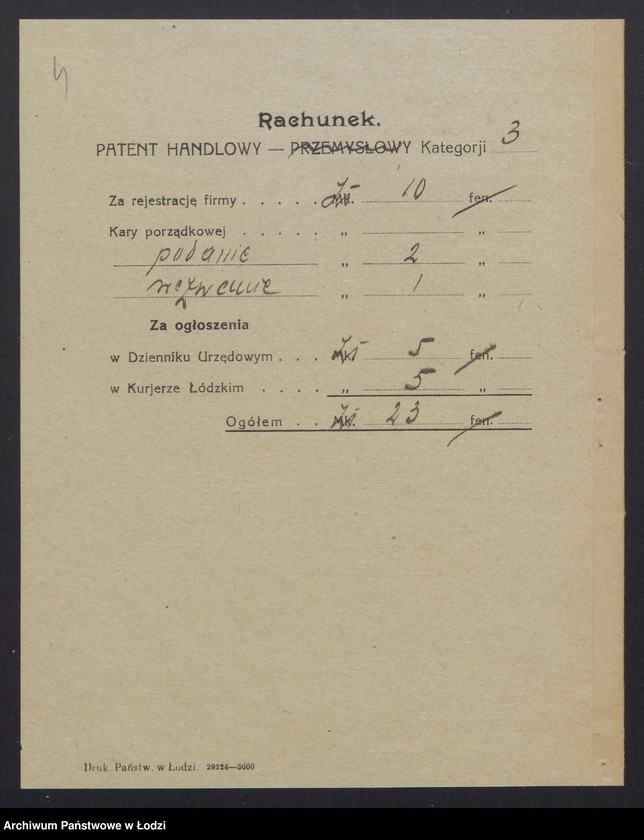 4
Rachunek.
PATENT HANDLOWY — PRZEMYSŁOWY Kategorji 3
Za rejestrację firmy . . . . . Mk. Zł 10 fen.
Kary porządkowej . . . . . . „ „
podanie „ 2 „
wezwanie „ 1 „
Za ogłoszenia
w Dzienniku Urzędowym . . . Mk. Zł 5 fen.
w Kurjerze Łódzkim . . . . „ 5 „
Ogółem . . Mk. Zł 23 fen.
Druk. Państw. w Łodzi. 29224—3000
Archiwum Państwowe w Łodzi